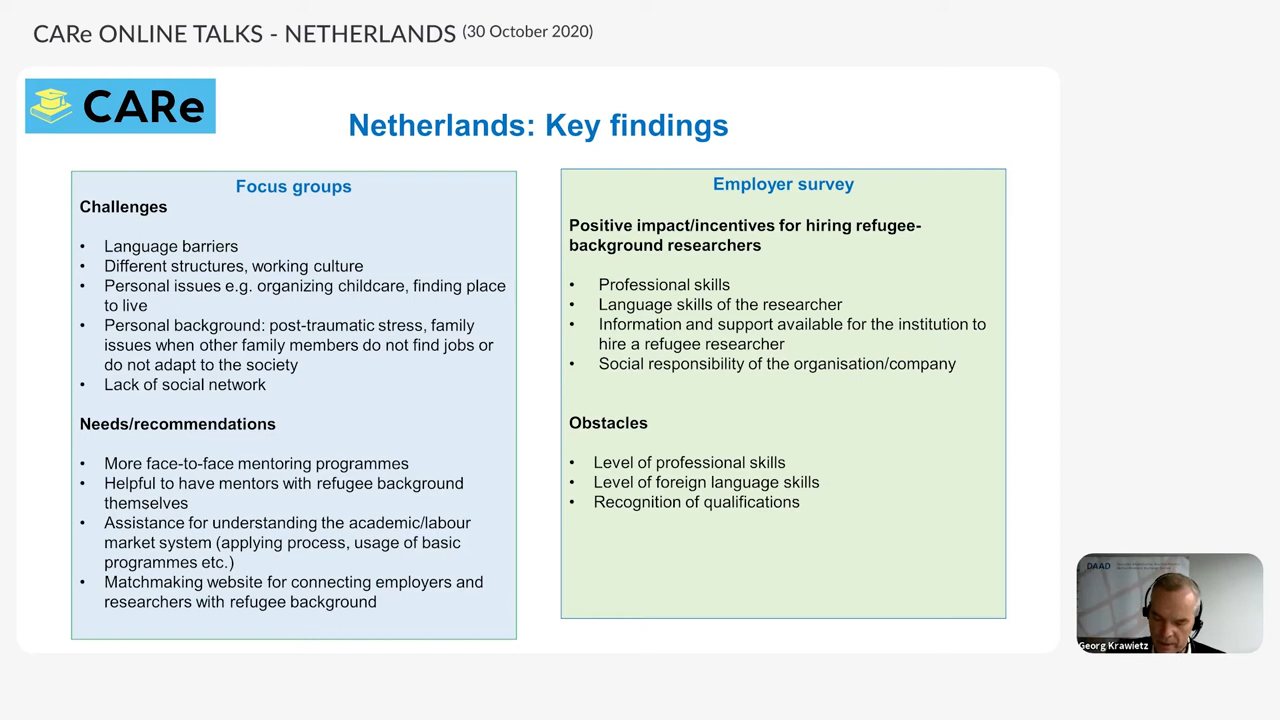 CARe ONLINE TALKS - NETHERLANDS (30 October 2020)
CARe
Netherlands: Key findings
Focus groups
Challenges
• Language barriers
• Different structures, working culture
• Personal issues e.g. organizing childcare, finding place
to live
• Personal background: post-traumatic stress, family
issues when other family members do not find jobs or
do not adapt to the society
• Lack of social network
Needs/recommendations
• More face-to-face mentoring programmes
• Helpful to have mentors with refugee background
themselves
• Assistance for understanding the academic/labour
market system (applying process, usage of basic
programmes etc.)
• Matchmaking website for connecting employers and
researchers with refugee background
Employer survey
Positive impact/incentives for hiring refugee-
background researchers
• Professional skills
• Language skills of the researcher
• Information and support available for the institution to
hire a refugee researcher
• Social responsibility of the organisation/company
Obstacles
• Level of professional skills
• Level of foreign language skills
• Recognition of qualifications
DAAD
Georg Krawietz